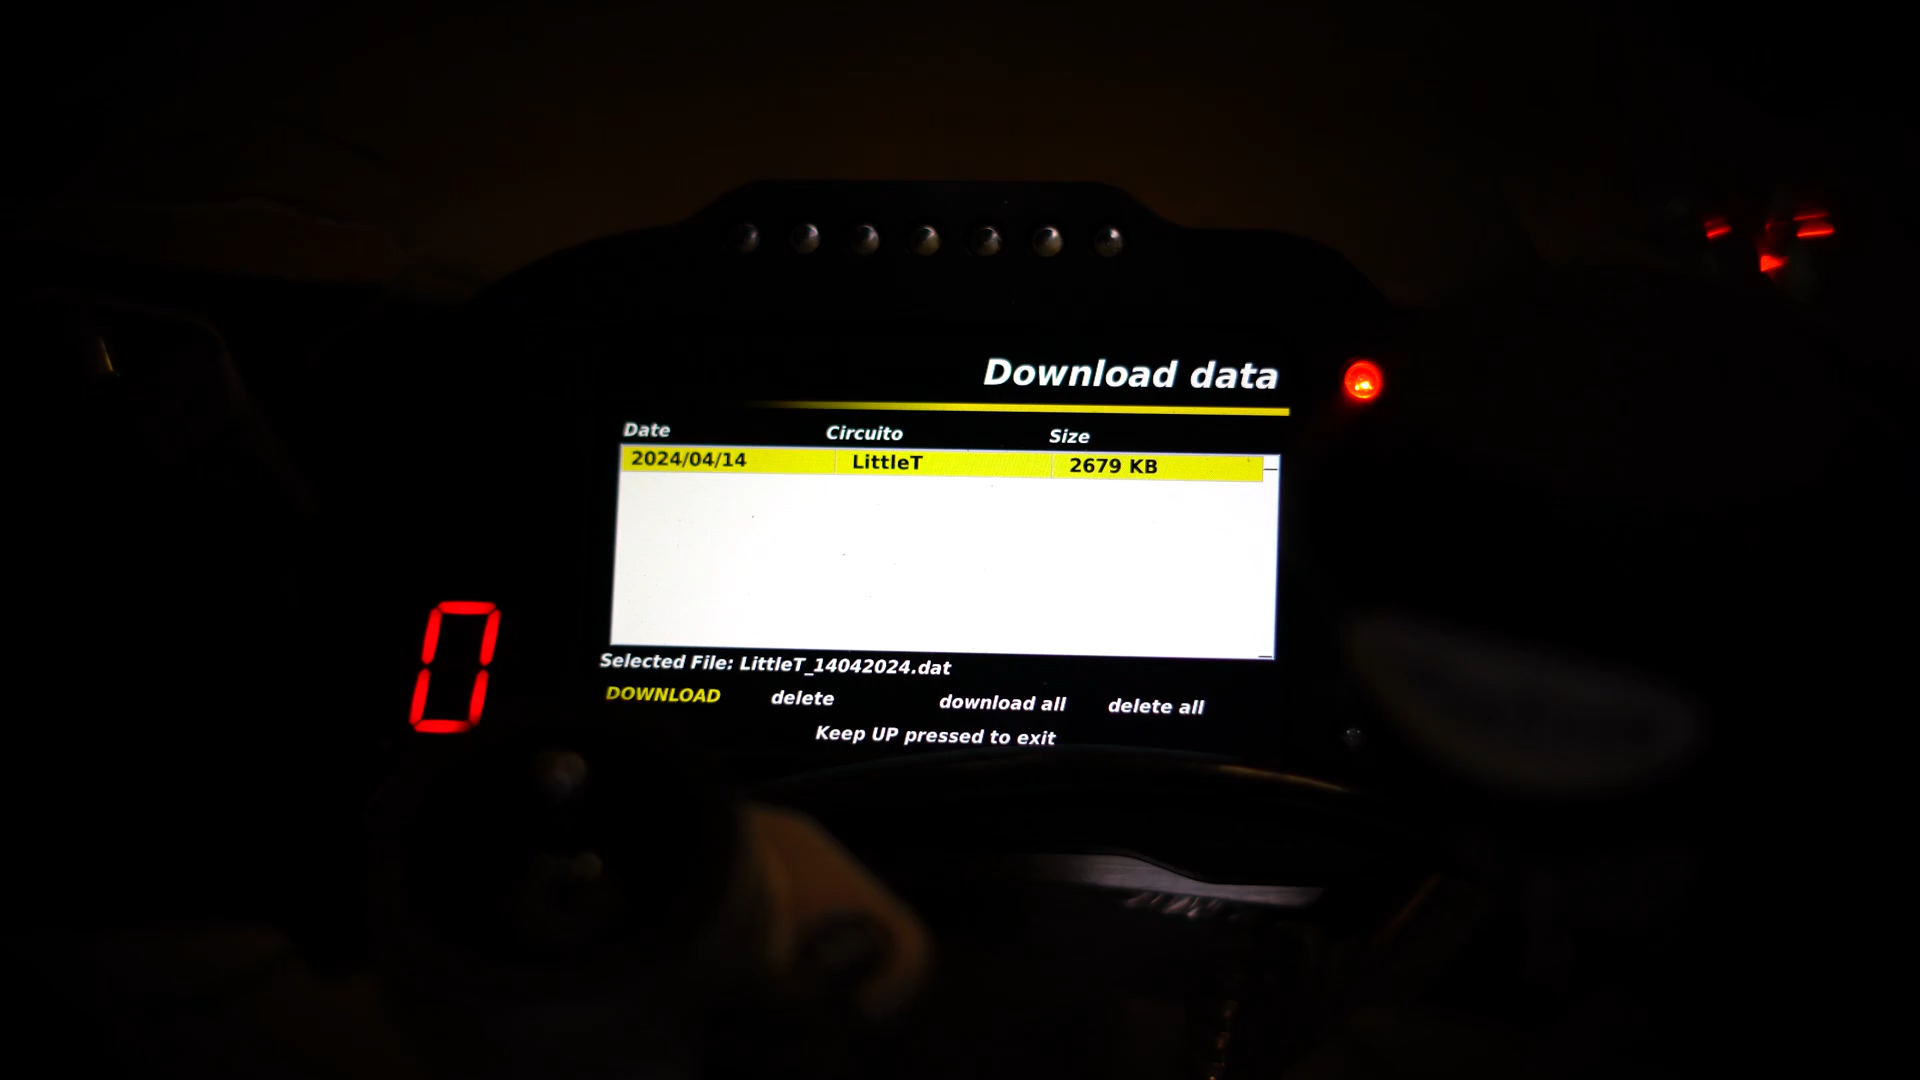 Download data
Date Circuito Size
2024/04/14 LittleT 2679 KB
Selected File: LittleT_14042024.dat
DOWNLOAD delete download all delete all
Keep UP pressed to exit
0